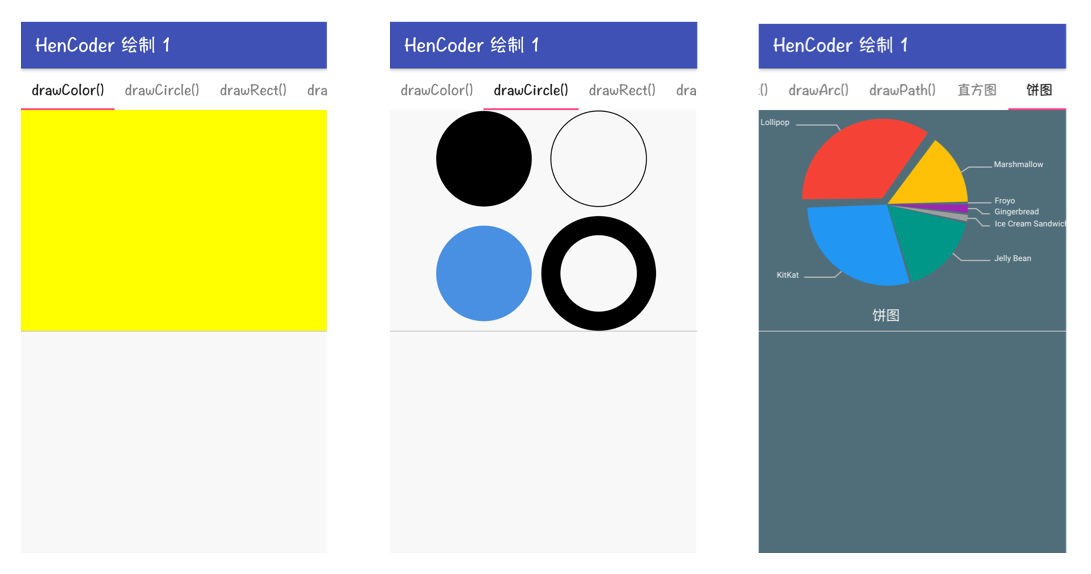 HenCoder 绘制 1
drawColor() drawCircle() drawRect() dra
HenCoder 绘制 1
drawColor() drawCircle() drawRect() dra
HenCoder 绘制 1
:() drawArc() drawPath() 直方图 饼图
Lollipop
Marshmallow
Froyo
Gingerbread
Ice Cream Sandwich
Jelly Bean
KitKat
饼图